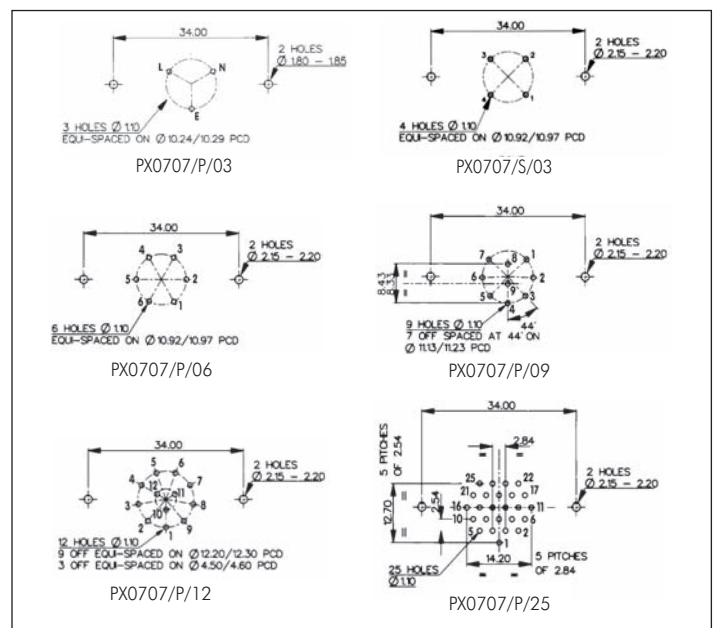 34.00
2 HOLES
Ø 1.80 – 1.85
L
N
E
3 HOLES Ø 1.10
EQUI-SPACED ON Ø 10.24/10.29 PCD
PX0707/P/03
34.00
2 HOLES
Ø 2.15 – 2.20
3
2
4
1
4 HOLES Ø 1.10
EQUI-SPACED ON Ø 10.92/10.97 PCD
PX0707/S/03
34.00
2 HOLES
Ø 2.15 – 2.20
4
3
5
2
6
1
6 HOLES Ø 1.10
EQUI-SPACED ON Ø 10.92/10.97 PCD
PX0707/P/06
34.00
2 HOLES
Ø 2.15 – 2.20
8.43
8.33
=
=
7
8
1
6
2
9
5
3
4
44°
9 HOLES Ø 1.10
7 OFF SPACED AT 44° ON
Ø 11.13/11.23 PCD
PX0707/P/09
34.00
2 HOLES
Ø 2.15 – 2.20
5
6
4
7
12
11
3
8
10
2
9
1
12 HOLES Ø 1.10
9 OFF EQUI-SPACED ON Ø 12.20/12.30 PCD
3 OFF EQUI-SPACED ON Ø 4.50/4.60 PCD
PX0707/P/12
34.00
5 PITCHES
OF 2.54
2.84
=
=
2 HOLES
Ø 2.15 – 2.20
25
22
21
17
16
11
10
6
5
2
1
12.70
=
=
2.54
14.20
=
=
5 PITCHES
OF 2.84
25 HOLES
Ø 1.10
PX0707/P/25